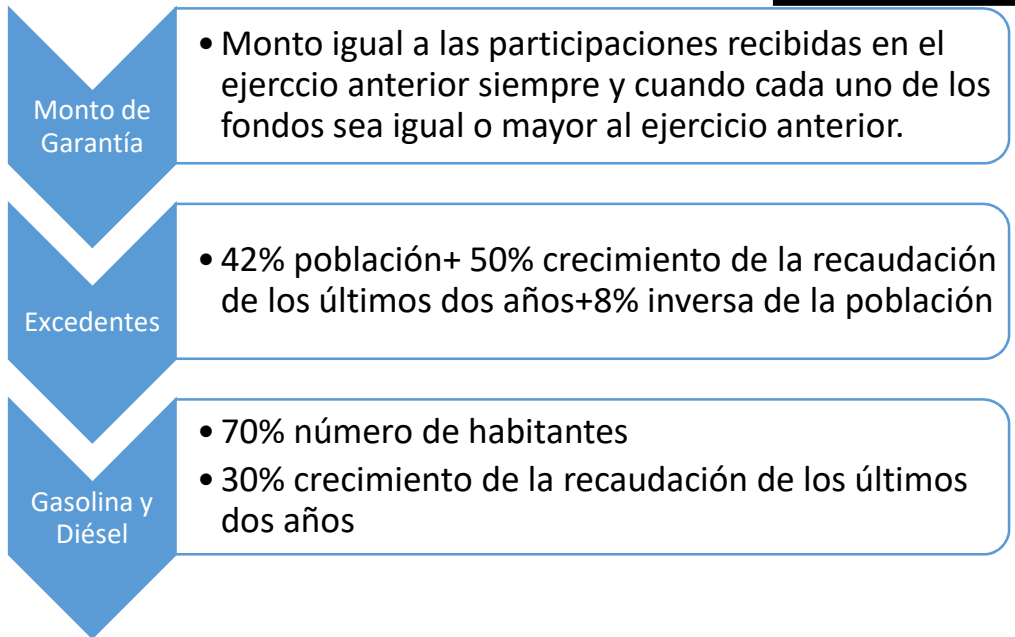 Monto de
Garantía
• Monto igual a las participaciones recibidas en el
ejerccio anterior siempre y cuando cada uno de los
fondos sea igual o mayor al ejercicio anterior.
Excedentes
• 42% población+ 50% crecimiento de la recaudación
de los últimos dos años+8% inversa de la población
Gasolina y
Diésel
• 70% número de habitantes
• 30% crecimiento de la recaudación de los últimos
dos años